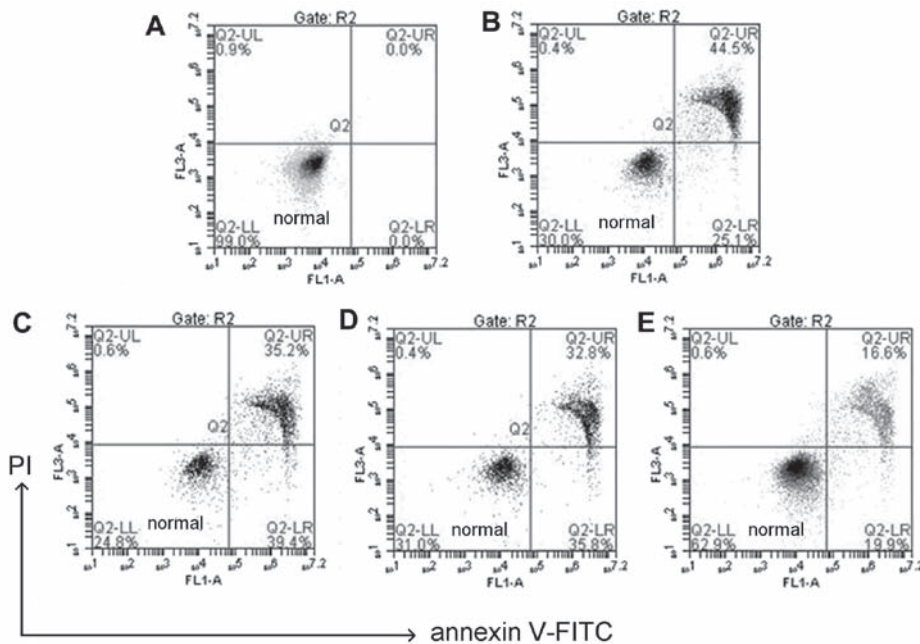 A
Gate: R2
Q2-UL
0.9%
Q2-UR
0.0%
Q2
normal
Q2-LL
99.0%
Q2-LR
0.0%
FL3-A
FL1-A
B
Gate: R2
Q2-UL
0.4%
Q2-UR
44.5%
Q2
normal
Q2-LL
30.0%
Q2-LR
25.1%
FL3-A
FL1-A
C
Gate: R2
Q2-UL
0.6%
Q2-UR
35.2%
Q2
normal
Q2-LL
24.8%
Q2-LR
39.4%
FL3-A
FL1-A
D
Gate: R2
Q2-UL
0.4%
Q2-UR
32.8%
Q2
normal
Q2-LL
31.0%
Q2-LR
35.8%
FL3-A
FL1-A
E
Gate: R2
Q2-UL
0.6%
Q2-UR
16.6%
normal
Q2-LL
62.9%
Q2-LR
19.9%
FL3-A
FL1-A
PI
annexin V-FITC